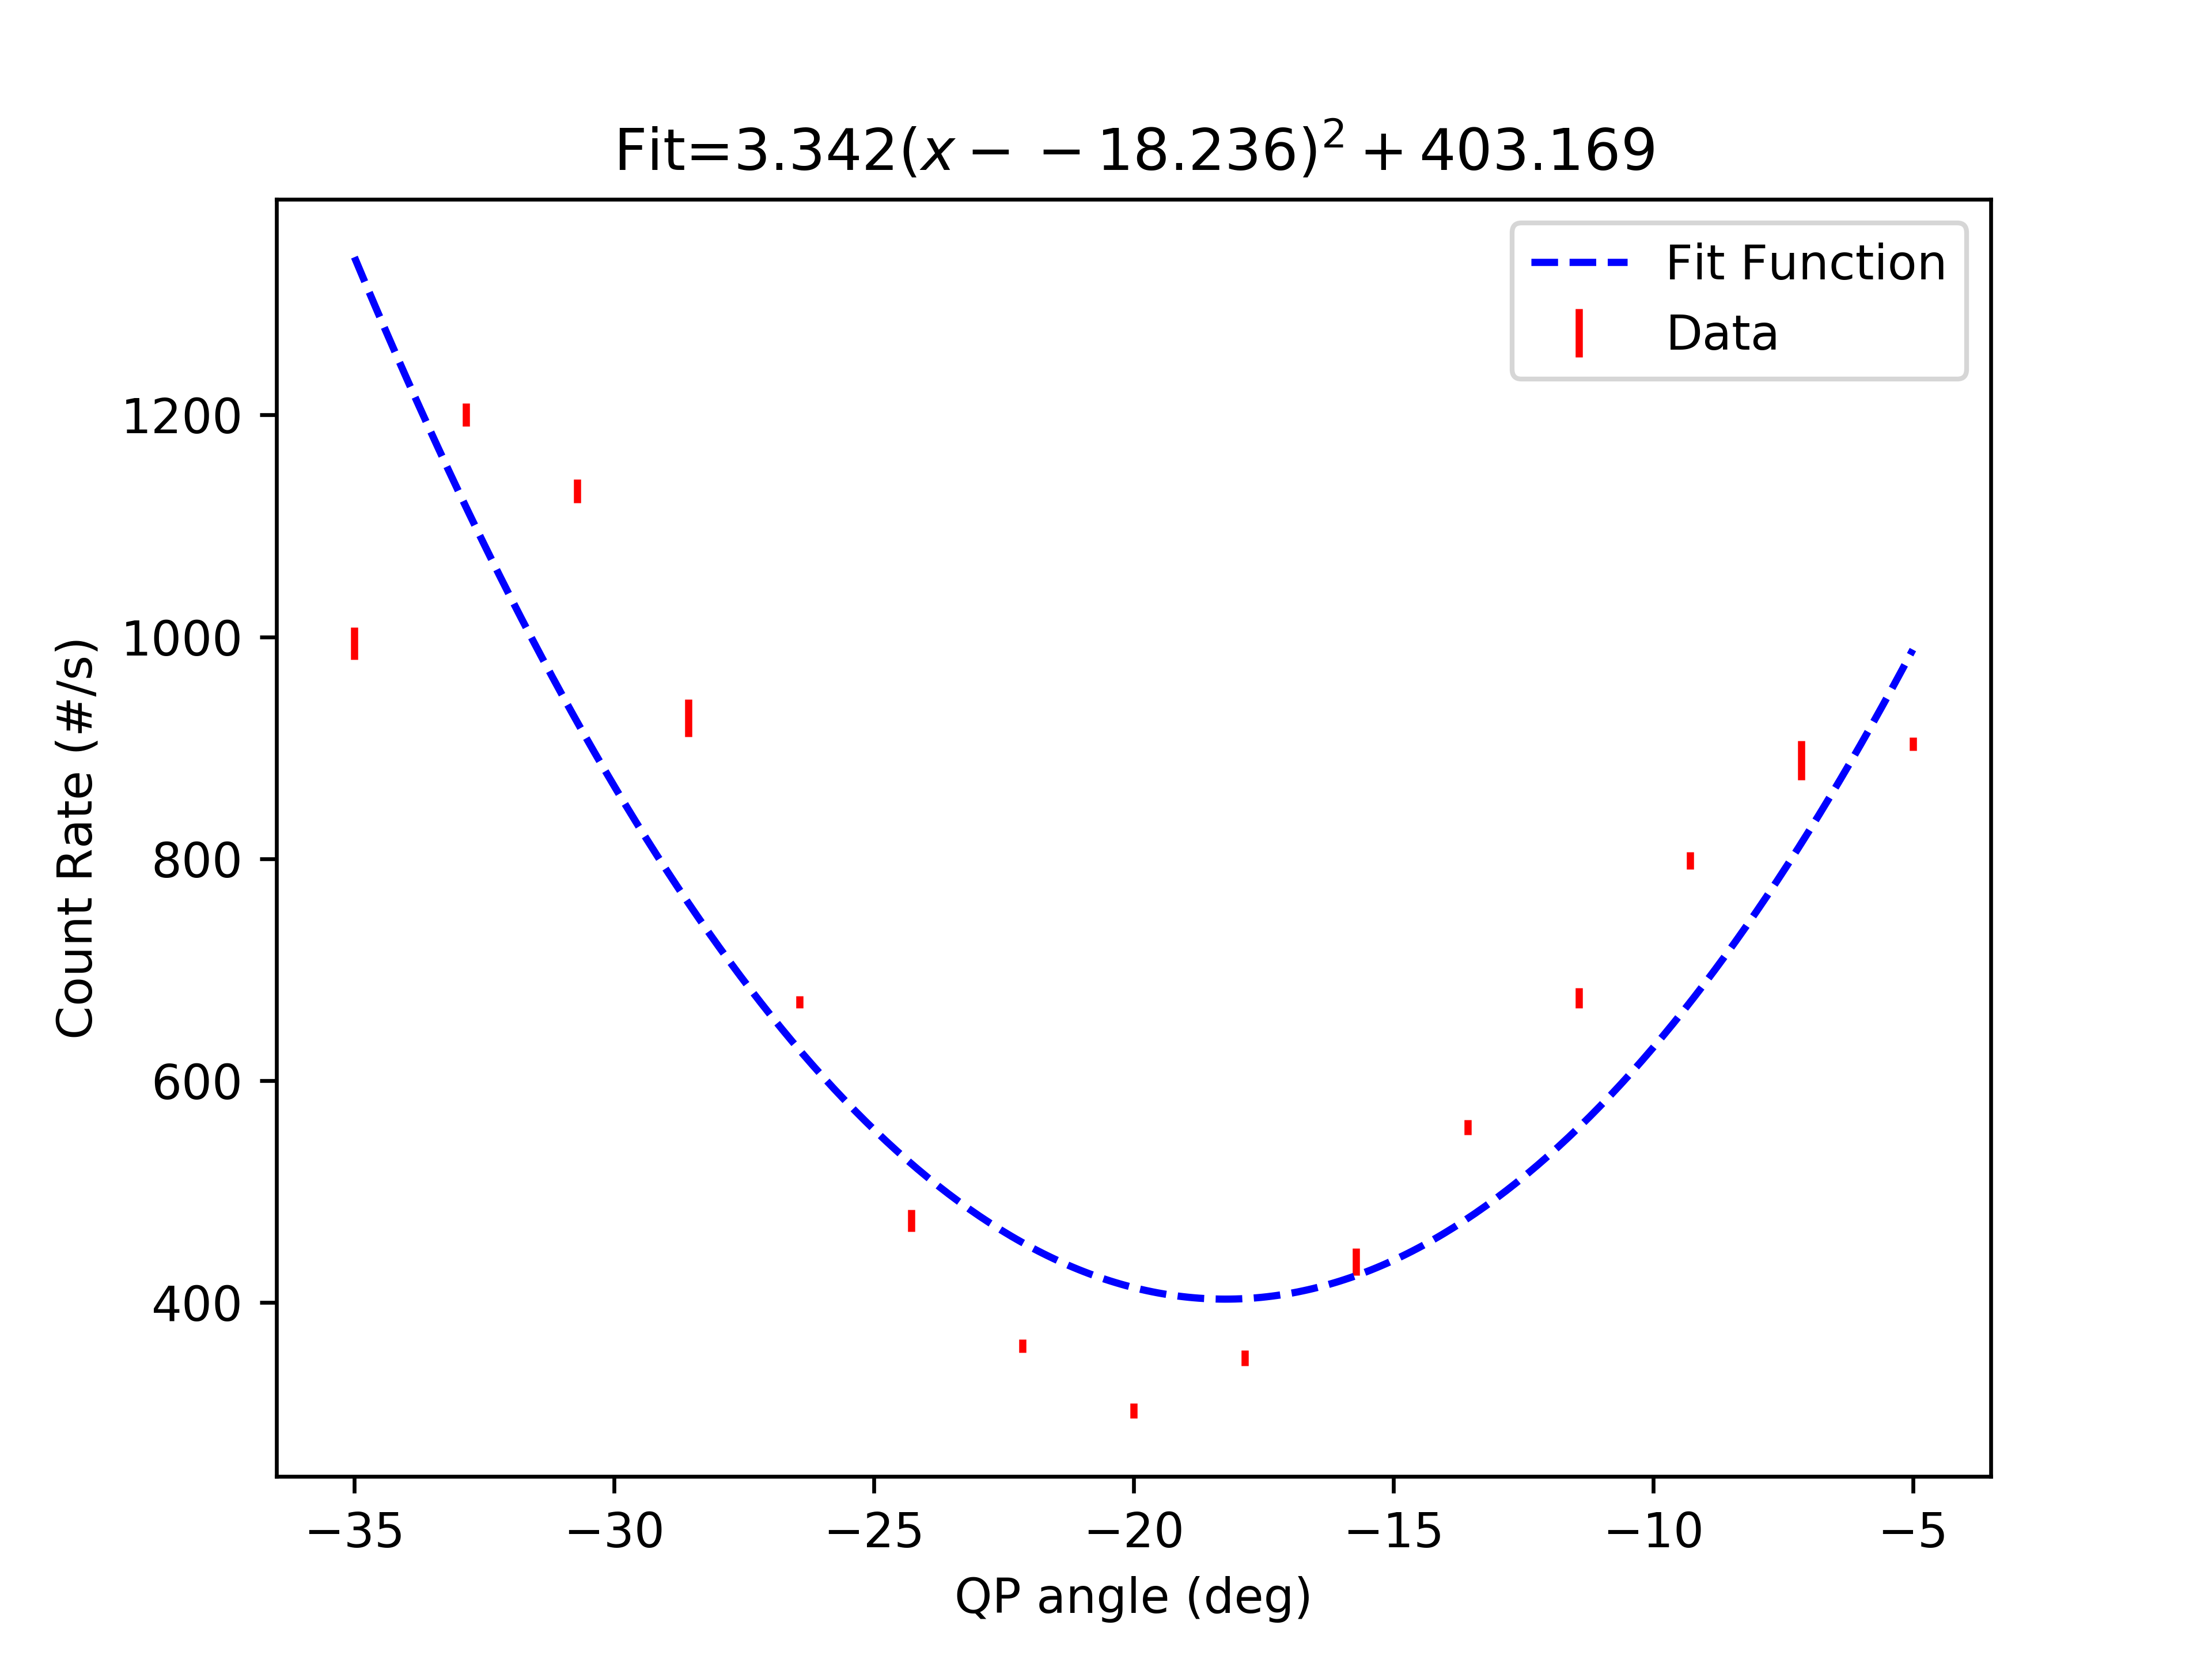 Fit=3.342(x − −18.236)² + 403.169
Fit Function
Data
1200
1000
800
600
400
Count Rate (#/s)
−35 −30 −25 −20 −15 −10 −5
QP angle (deg)